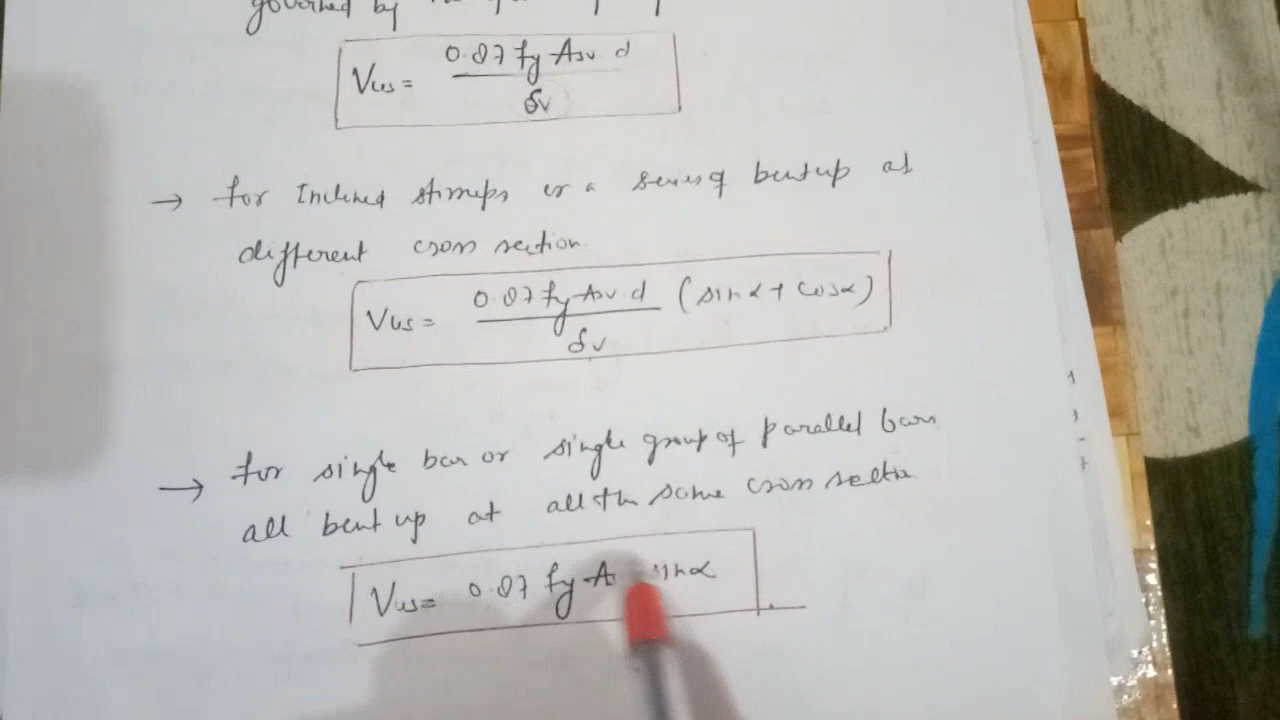 governed by
Vus = 0.87 fy Asv d / Sv
→ for Inclined stirrups or a series of bentup at
different cross section.
Vus = 0.87 fy Asv. d / Sv (sinα + cosα)
→ for single bar or single group of parallel bars
all bent up at all the same cross section
Vus = 0.87 fy A sinα